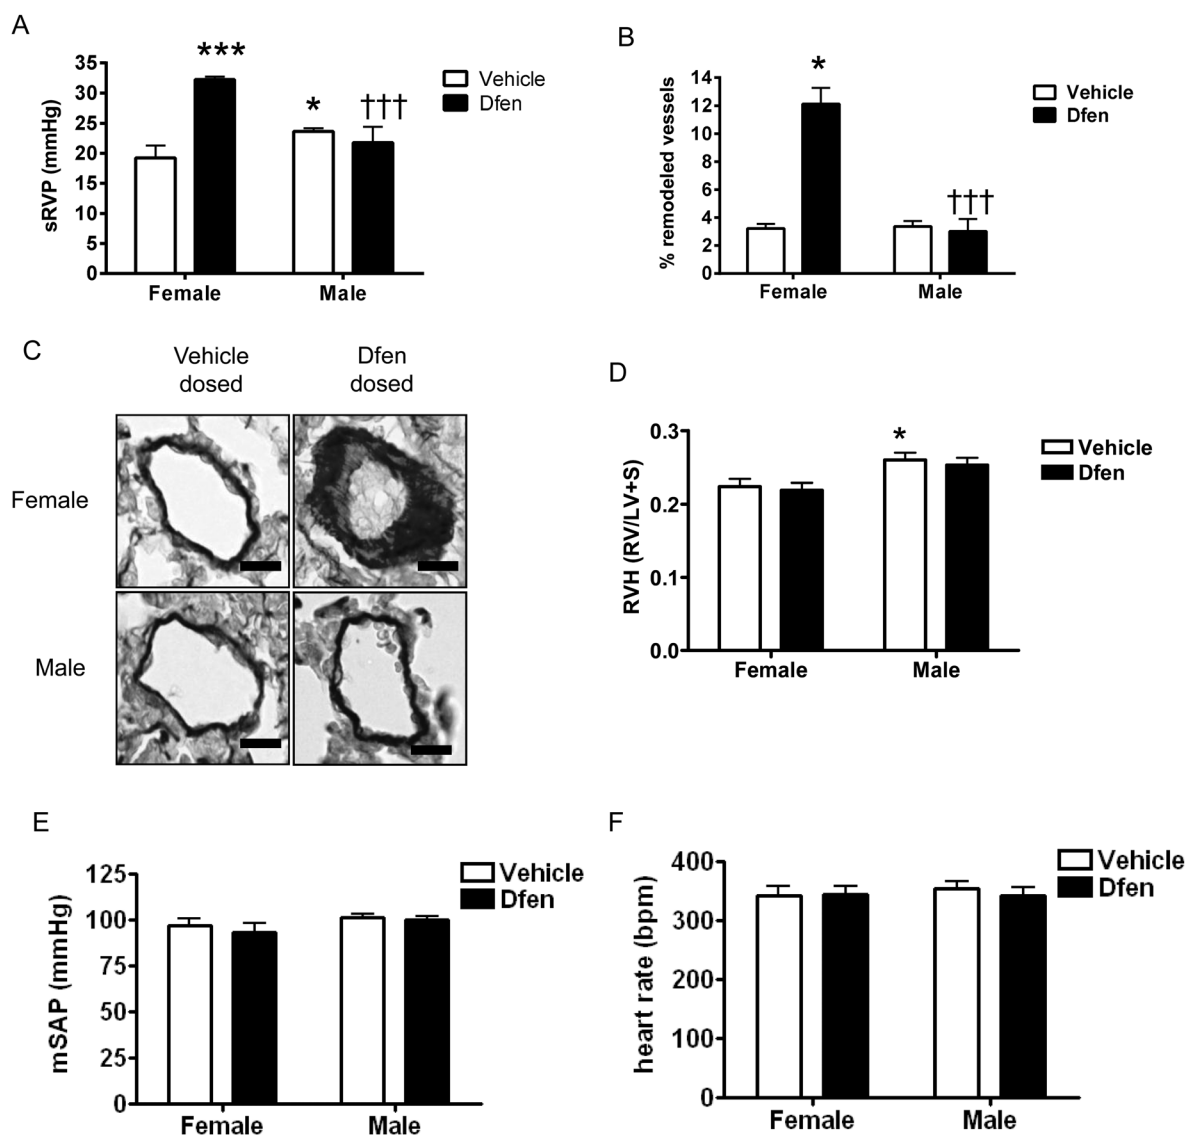 A
***
*
†††
35
30
25
20
15
10
5
0
sRVP (mmHg)
Female
Male
Vehicle
Dfen
B
*
†††
14
12
10
8
6
4
2
0
% remodeled vessels
Female
Male
Vehicle
Dfen
C
Vehicle
dosed
Dfen
dosed
Female
Male
D
*
0.3
0.2
0.1
0.0
RVH (RV/LV+S)
Female
Male
Vehicle
Dfen
E
125
100
75
50
25
0
mSAP (mmHg)
Female
Male
Vehicle
Dfen
F
400
300
200
100
0
heart rate (bpm)
Female
Male
Vehicle
Dfen